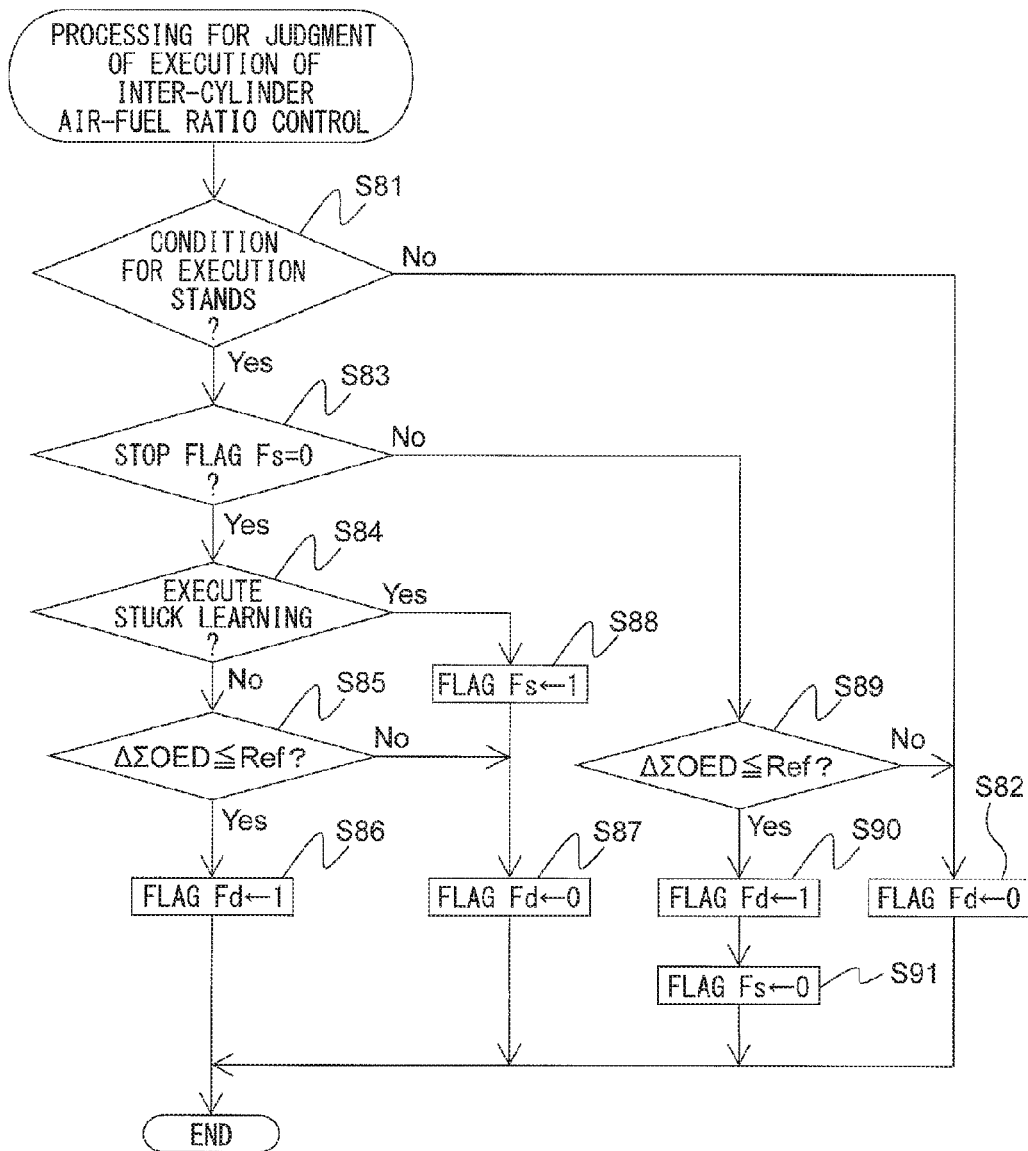 PROCESSING FOR JUDGMENT
OF EXECUTION OF
INTER-CYLINDER
AIR-FUEL RATIO CONTROL
S81
CONDITION
FOR EXECUTION
STANDS
?
No
Yes
S83
STOP FLAG Fs=0
?
No
Yes
S84
EXECUTE
STUCK LEARNING
?
Yes
No
S88
FLAG Fs←1
S85
ΔΣOED≦Ref?
No
Yes
S89
ΔΣOED≦Ref?
No
Yes
S86
FLAG Fd←1
S87
FLAG Fd←0
S90
FLAG Fd←1
S82
FLAG Fd←0
FLAG Fs←0
S91
END